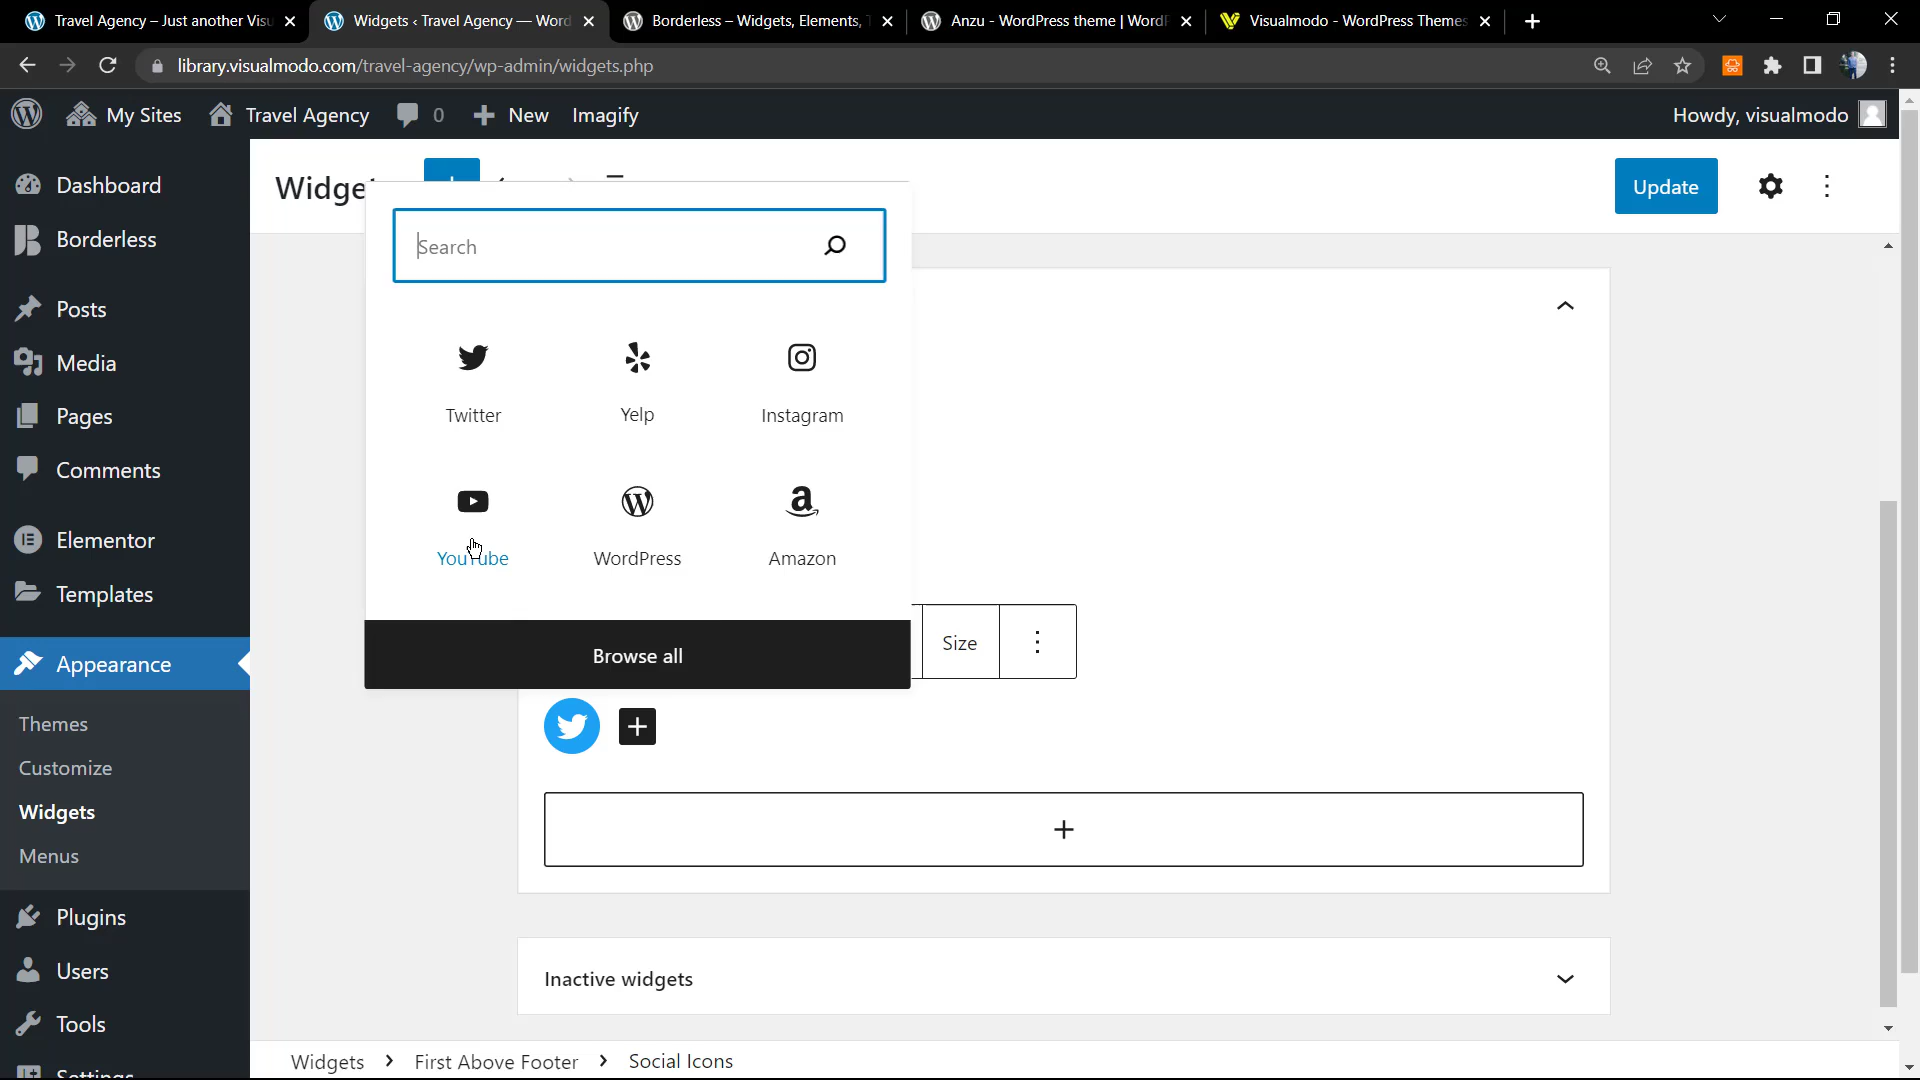 Travel Agency – Just another Visu
Widgets ‹ Travel Agency — Word
Borderless – Widgets, Elements,
Anzu - WordPress theme | WordP
Visualmodo - WordPress Themes
library.visualmodo.com/travel-agency/wp-admin/widgets.php
My Sites
Travel Agency
0
New
Imagify
Howdy, visualmodo
Dashboard
Borderless
Posts
Media
Pages
Comments
Elementor
Templates
Appearance
Themes
Customize
Widgets
Menus
Plugins
Users
Tools
Settings
Widge
Update
Search
Twitter
Yelp
Instagram
YouTube
WordPress
Amazon
Browse all
Size
Inactive widgets
Widgets > First Above Footer > Social Icons